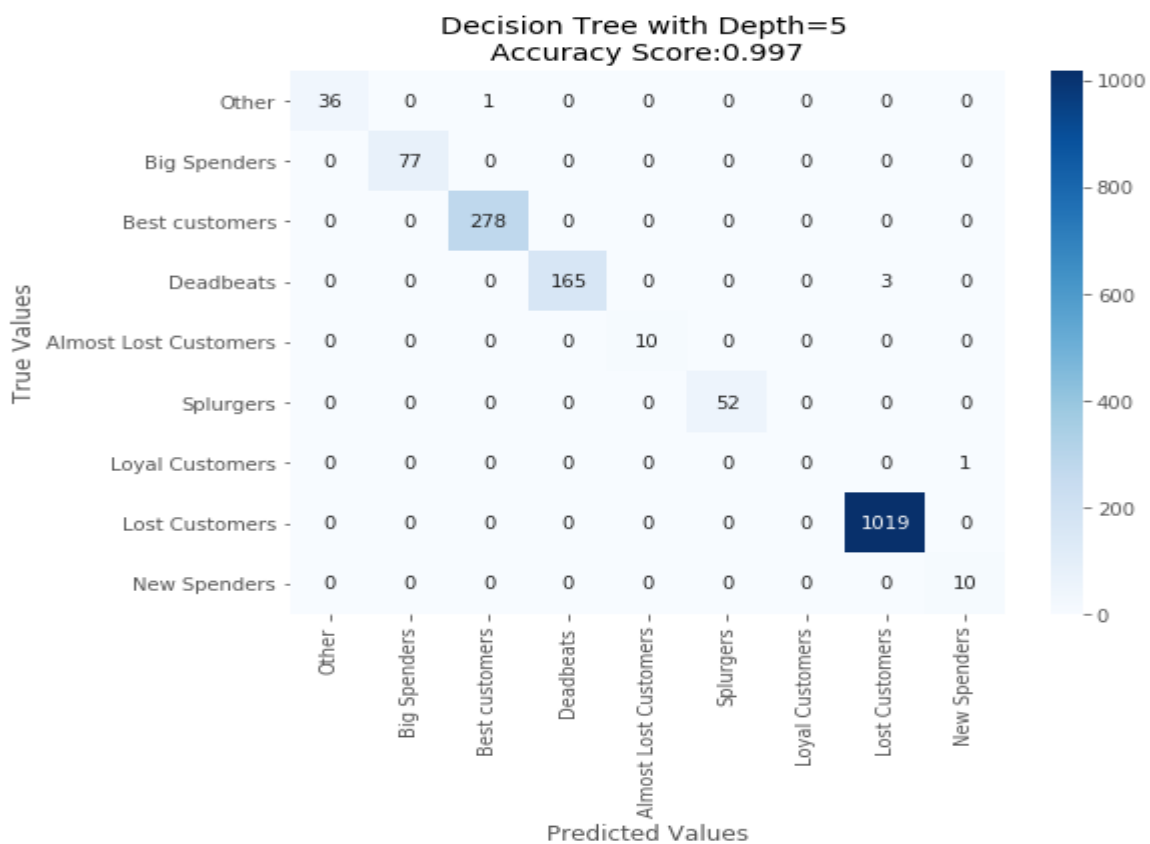 Decision Tree with Depth=5
Accuracy Score:0.997
Other 36 0 1 0 0 0 0 0 0
Big Spenders 0 77 0 0 0 0 0 0 0
Best customers 0 0 278 0 0 0 0 0 0
Deadbeats 0 0 0 165 0 0 0 3 0
Almost Lost Customers 0 0 0 0 10 0 0 0 0
Splurgers 0 0 0 0 0 52 0 0 0
Loyal Customers 0 0 0 0 0 0 0 0 1
Lost Customers 0 0 0 0 0 0 0 1019 0
New Spenders 0 0 0 0 0 0 0 0 10
True Values
Other
Big Spenders
Best customers
Deadbeats
Almost Lost Customers
Splurgers
Loyal Customers
Lost Customers
New Spenders
Predicted Values
1000
800
600
400
200
0